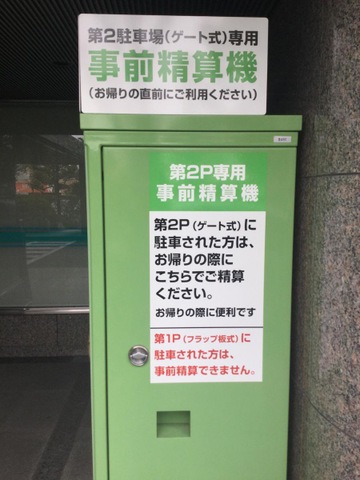 第2駐車場（ゲート式）専用
事前精算機
（お帰りの直前にご利用ください）
第2P専用
事前精算機
第2P（ゲート式）に
駐車された方は、
お帰りの際に
こちらでご精算
ください。
お帰りの際に便利です
第1P（フラップ板式）に
駐車された方は、
事前精算できません。